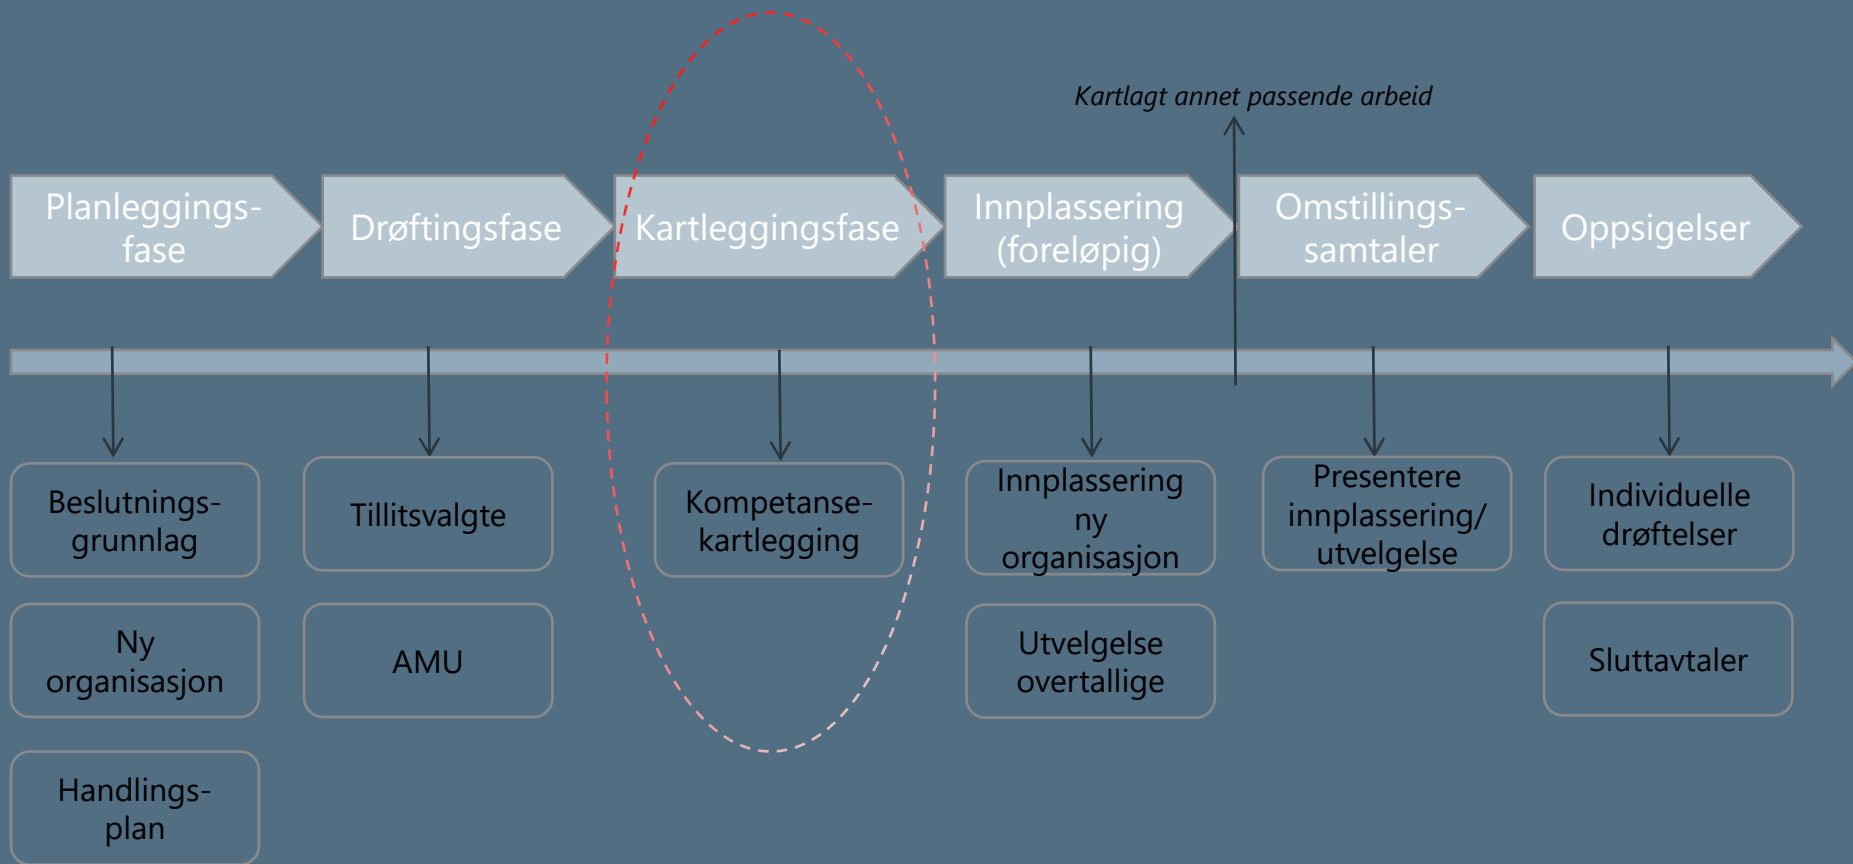 Kartlagt annet passende arbeid
Planleggings-
fase
Drøftingsfase
Kartleggingsfase
Innplassering
(foreløpig)
Omstillings-
samtaler
Oppsigelser
Beslutnings-
grunnlag
Ny
organisasjon
Handlings-
plan
Tillitsvalgte
AMU
Kompetanse-
kartlegging
Innplassering
ny
organisasjon
Utvelgelse
overtallige
Presentere
innplassering/
utvelgelse
Individuelle
drøftelser
Sluttavtaler